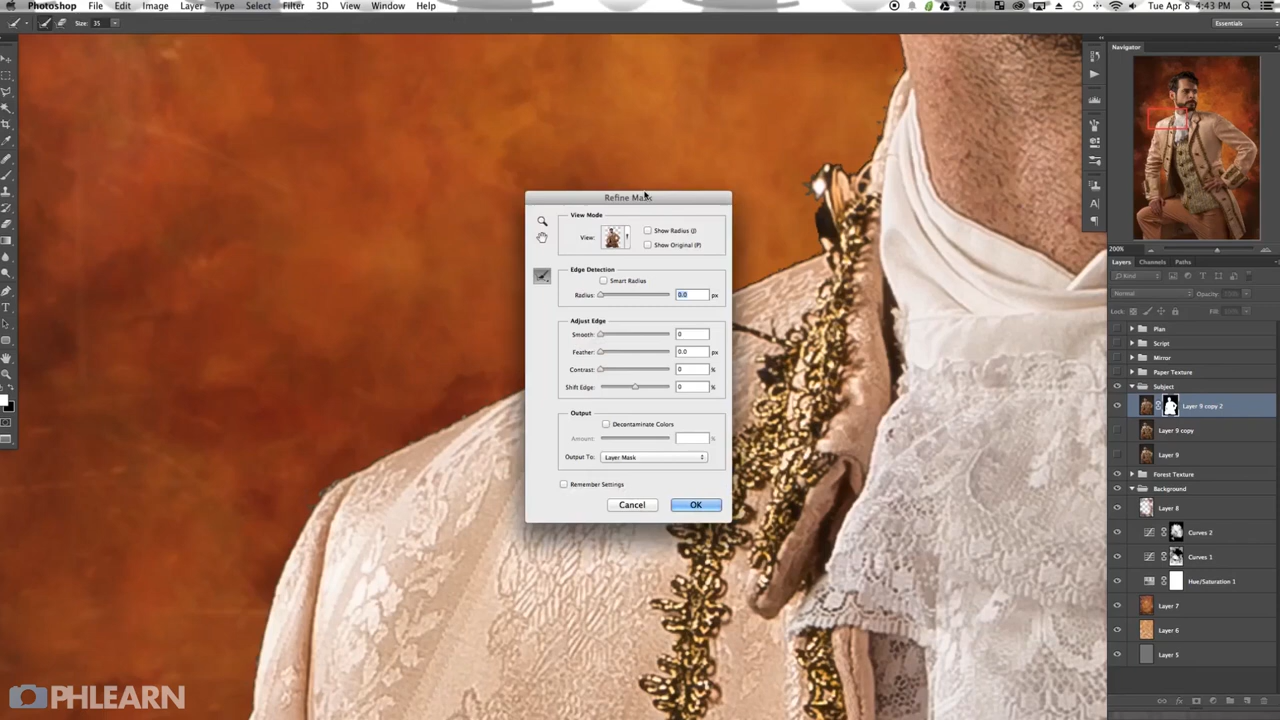 Photoshop File Edit Image Layer Type Select Filter 3D View Window Help
Tue Apr 8 4:43 PM
Size: 35
Essentials
Navigator
200%
Layers Channels Paths
Kind
Normal Opacity:
Lock: Fill:
Plan
Script
Mirror
Paper Texture
Subject
Layer 9 copy 2
Layer 9 copy
Layer 9
Forest Texture
Background
Layer 8
Curves 2
Curves 1
Hue/Saturation 1
Layer 7
Layer 6
Layer 5
Refine Mask
View Mode
View:
Show Radius (J)
Show Original (P)
Edge Detection
Smart Radius
Radius: 0.0 px
Adjust Edge
Smooth: 0
Feather: 0.0 px
Contrast: 0 %
Shift Edge: 0 %
Output
Decontaminate Colors
Amount: %
Output To: Layer Mask
Remember Settings
Cancel OK
PHLEARN